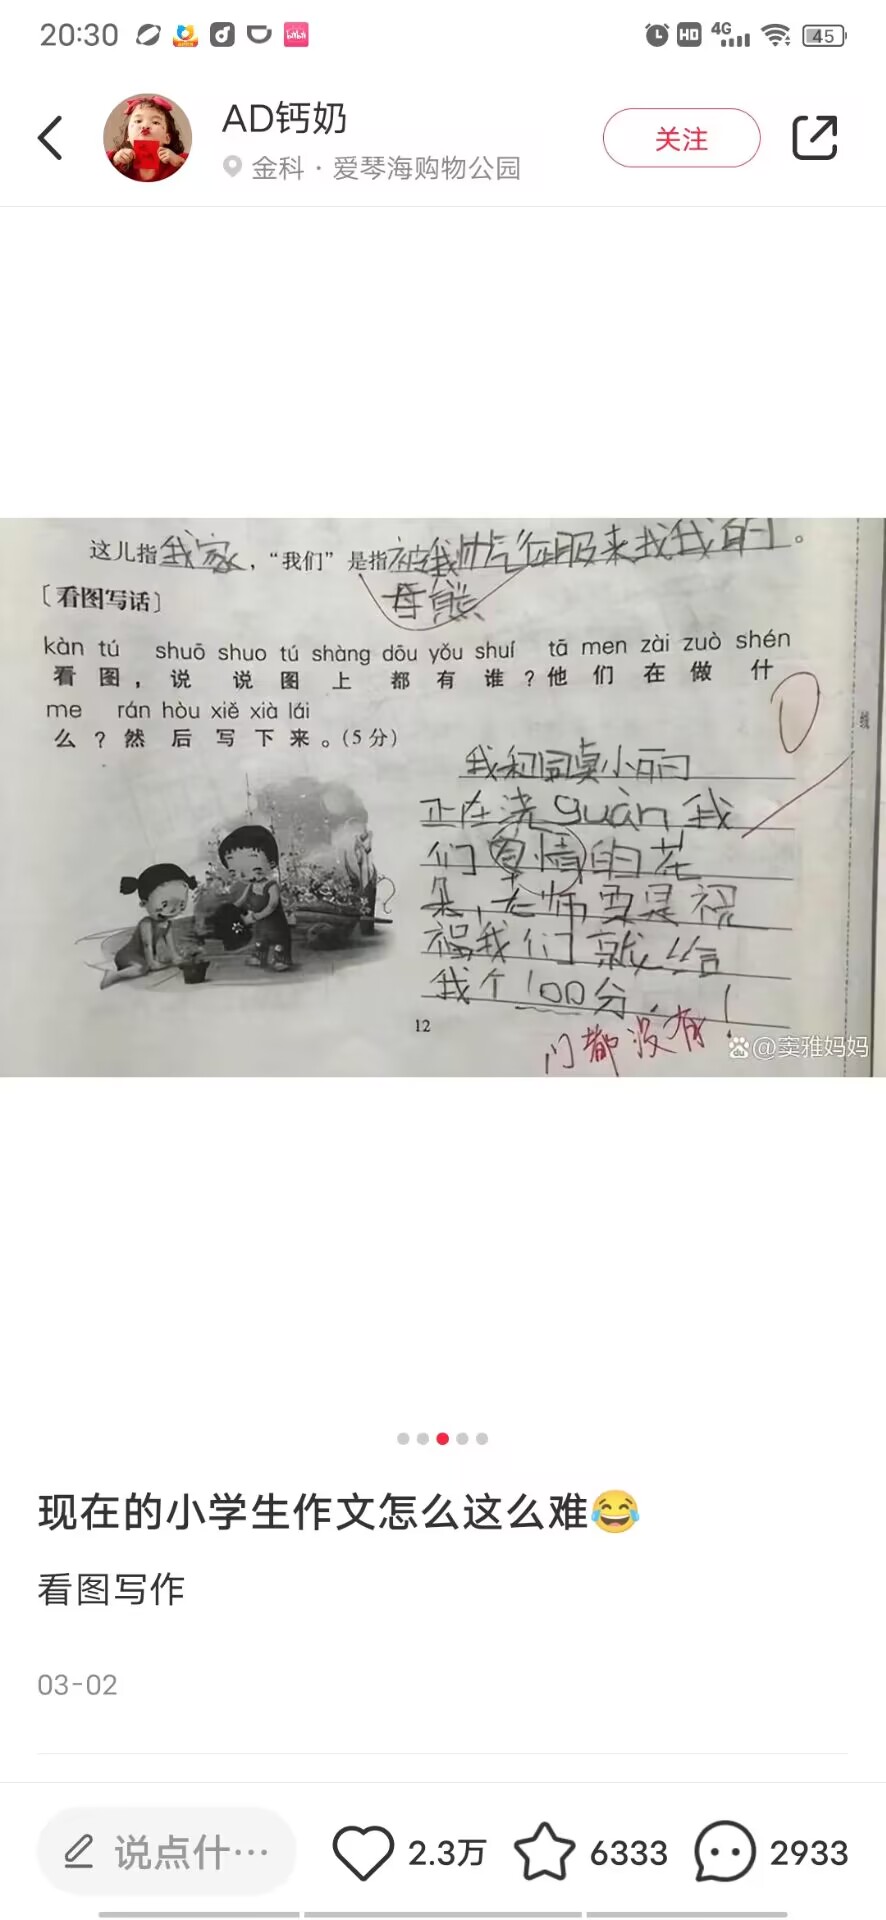 20:30
HD 4G 45
AD钙奶
金科·爱琴海购物公园
关注
这儿指我家，“我们”是指被我帅气征服来找我的。
母熊
〔看图写话〕
kàn tú shuō shuo tú shàng dōu yǒu shuí tā men zài zuò shén
看图，说说图上都有谁？他们在做什
me rán hòu xiě xià lái
么？然后写下来。（5分）
线
0
我和同桌小丽
正在浇guàn我
们爱情的花
朵，老师要是祝
福我们就给
我个100分。
12
门都没有！
@窦雅妈妈
现在的小学生作文怎么这么难😂
看图写作
03-02
说点什…
2.3万
6333
2933